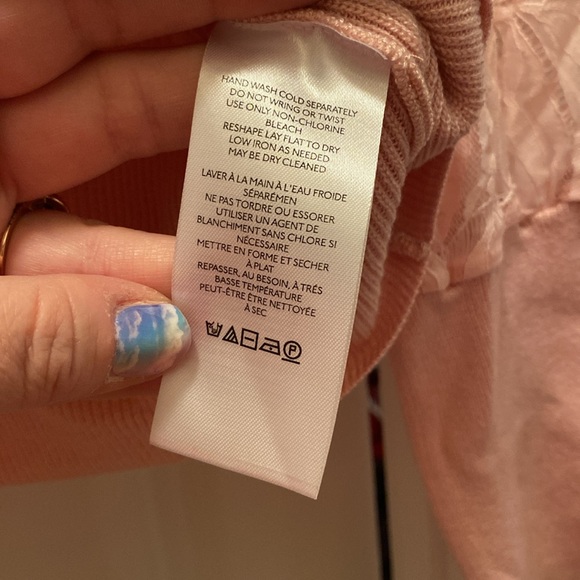 HAND WASH COLD SEPARATELY
DO NOT WRING OR TWIST
USE ONLY NON-CHLORINE
BLEACH
RESHAPE LAY FLAT TO DRY
LOW IRON AS NEEDED
MAY BE DRY CLEANED
LAVER À LA MAIN À L'EAU FROIDE
SÉPARÉMEN
NE PAS TORDRE OU ESSORER
UTILISER UN AGENT DE
BLANCHIMENT SANS CHLORE SI
NÉCESSAIRE
METTRE EN FORME ET SECHER
À PLAT
REPASSER, AU BESOIN, À TRÉS
BASSE TEMPÉRATURE
PEUT-ÊTRE ÊTRE NETTOYÉE
À SEC
P